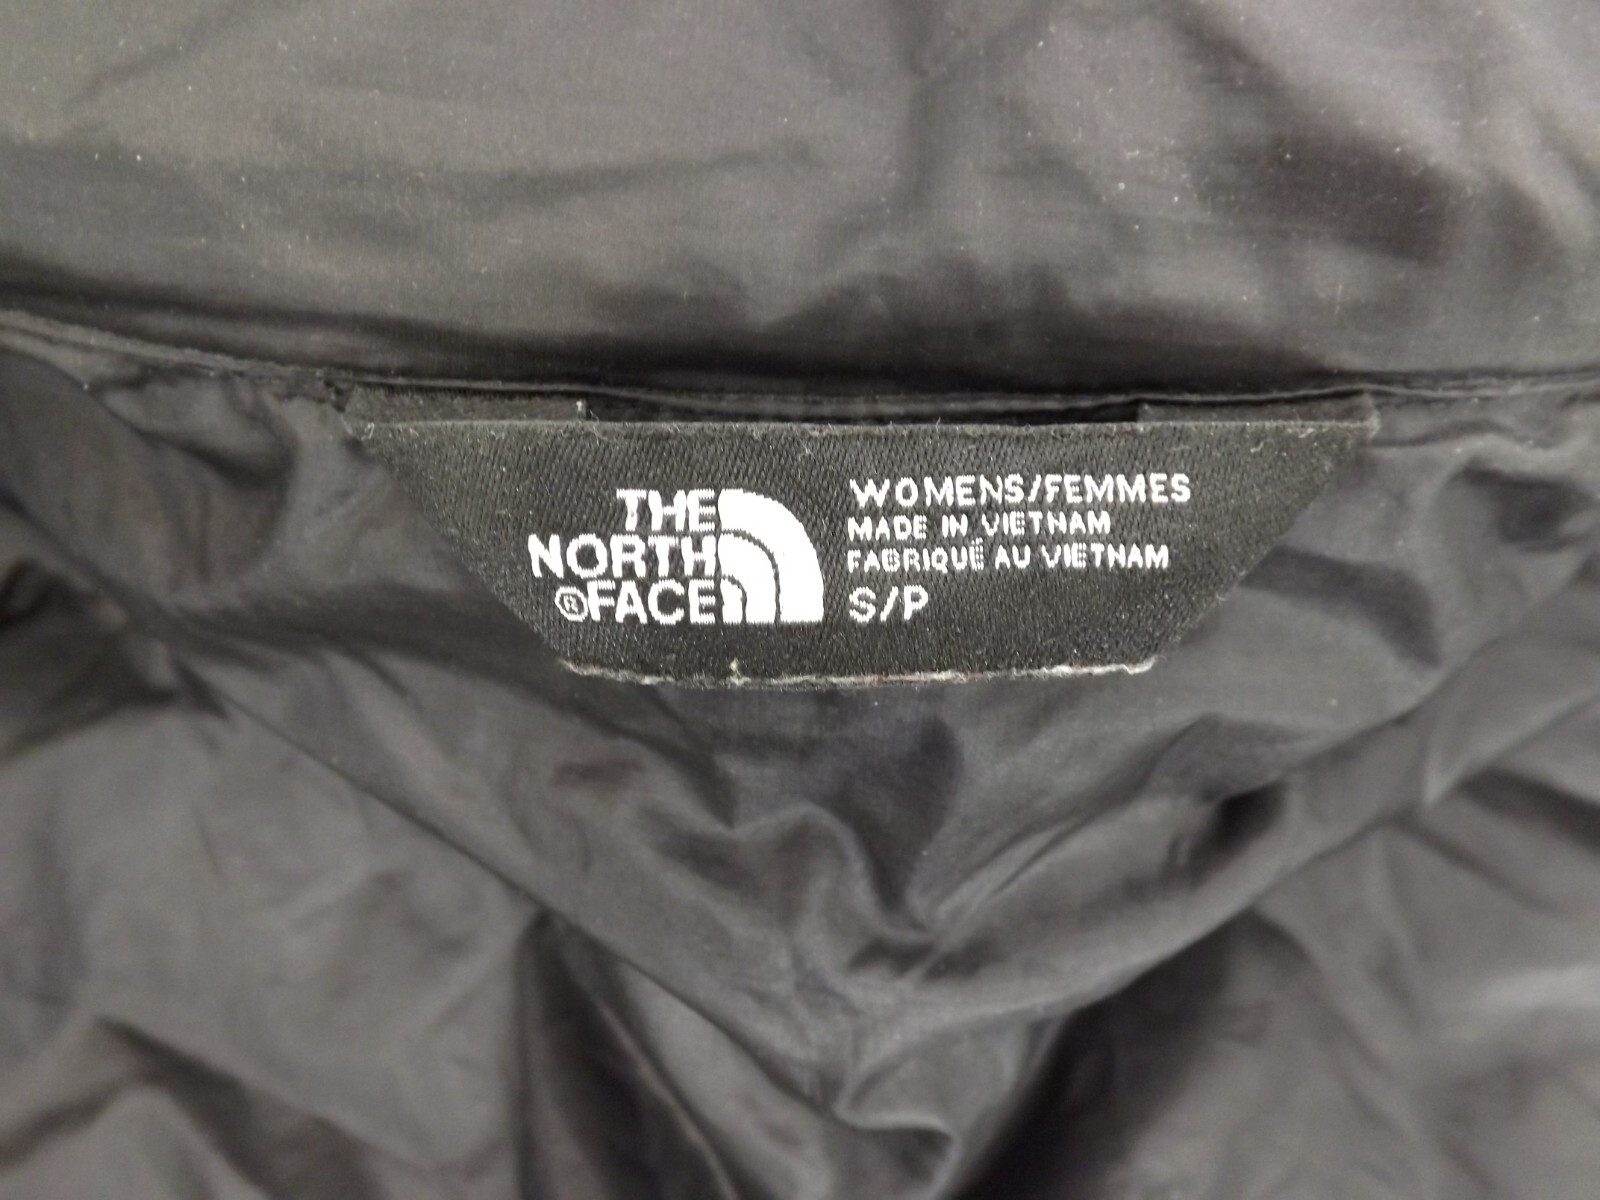 THE
NORTH
®FACE
WOMENS/FEMMES
MADE IN VIETNAM
FABRIQUÉ AU VIETNAM
S/P